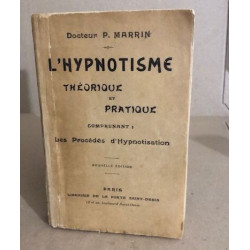 Docteur P. MARRIN
L'HYPNOTISME
THÉORIQUE
ET
PRATIQUE
COMPRENANT :
Les Procédés d'Hypnotisation
NOUVELLE ÉDITION
PARIS
LIBRAIRIE DE LA PORTE SAINT-DENIS